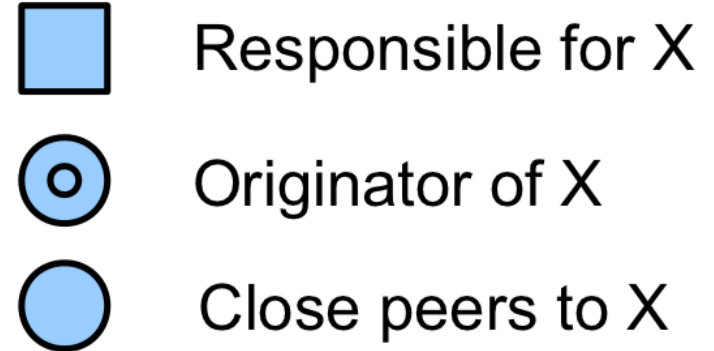 Responsible for X
Originator of X
Close peers to X